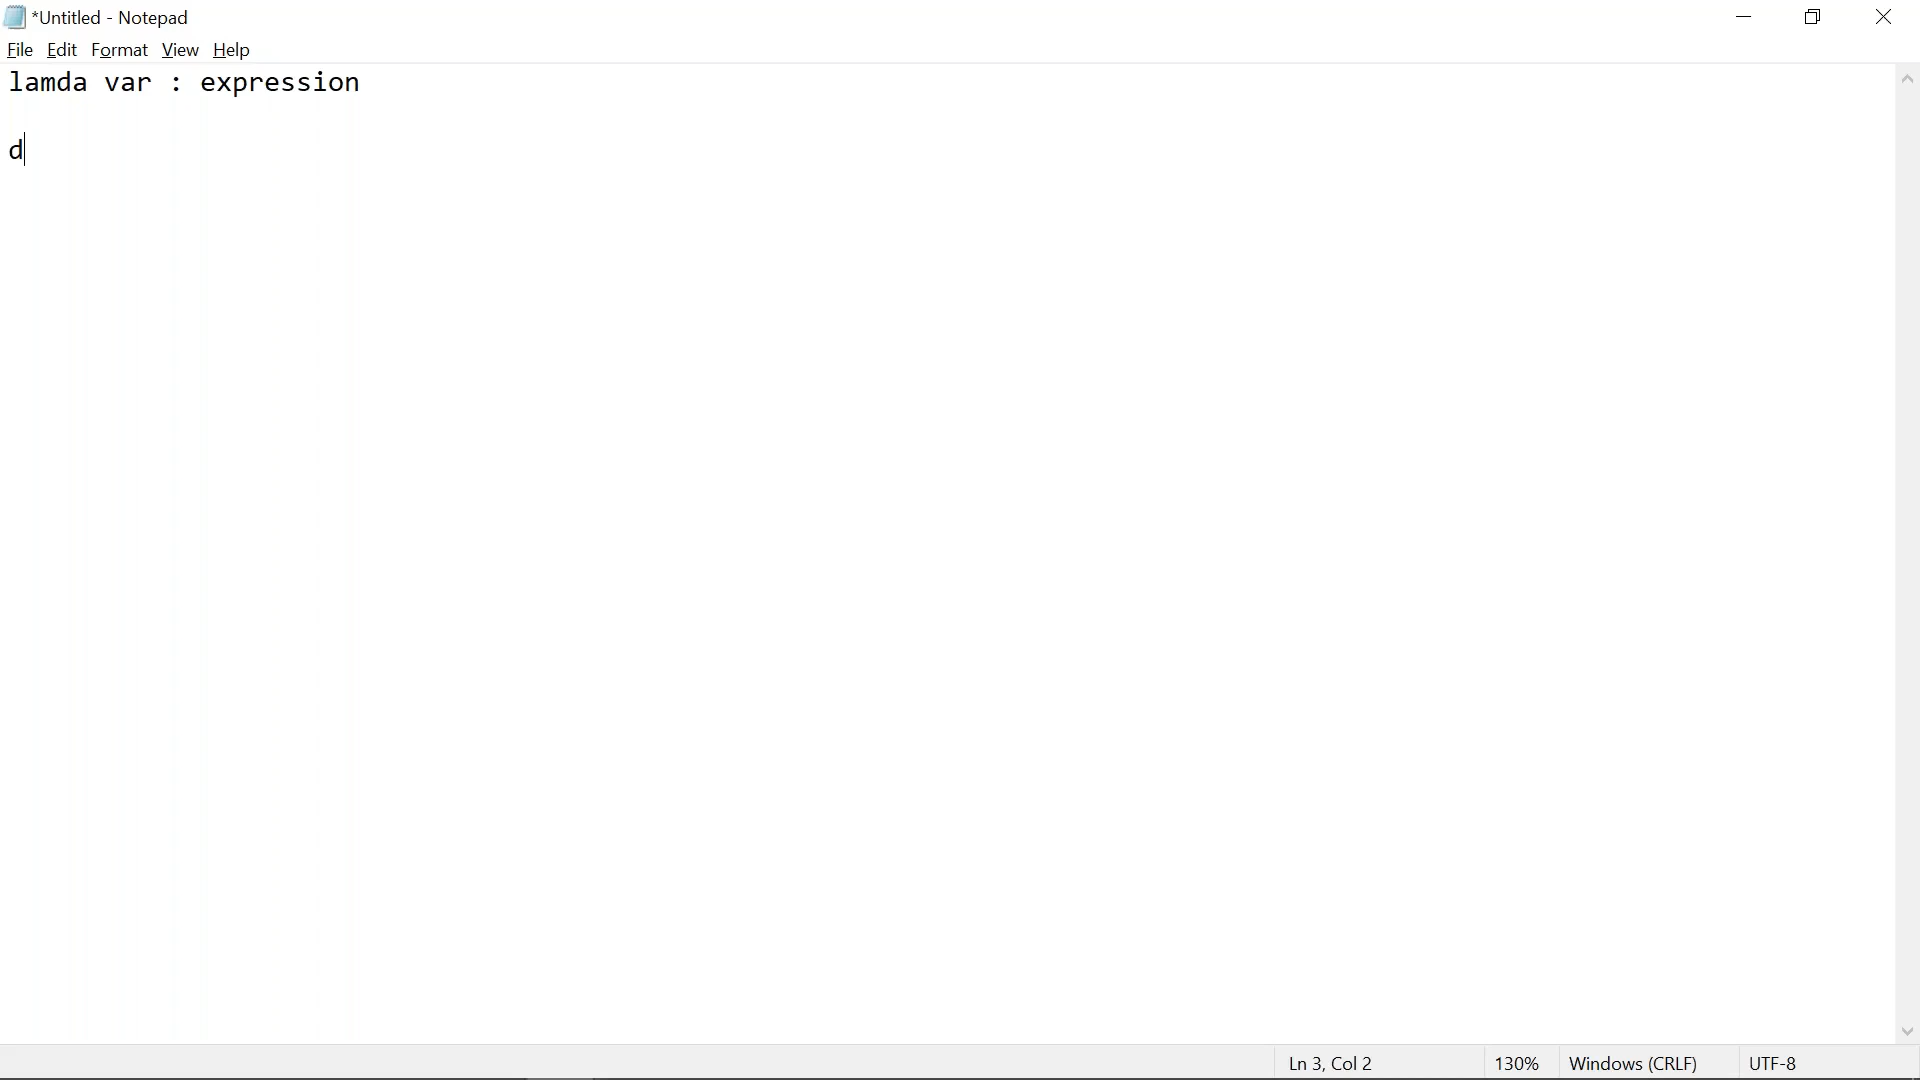 *Untitled - Notepad
File Edit Format View Help
lamda var : expression
d
Ln 3, Col 2 130% Windows (CRLF) UTF-8